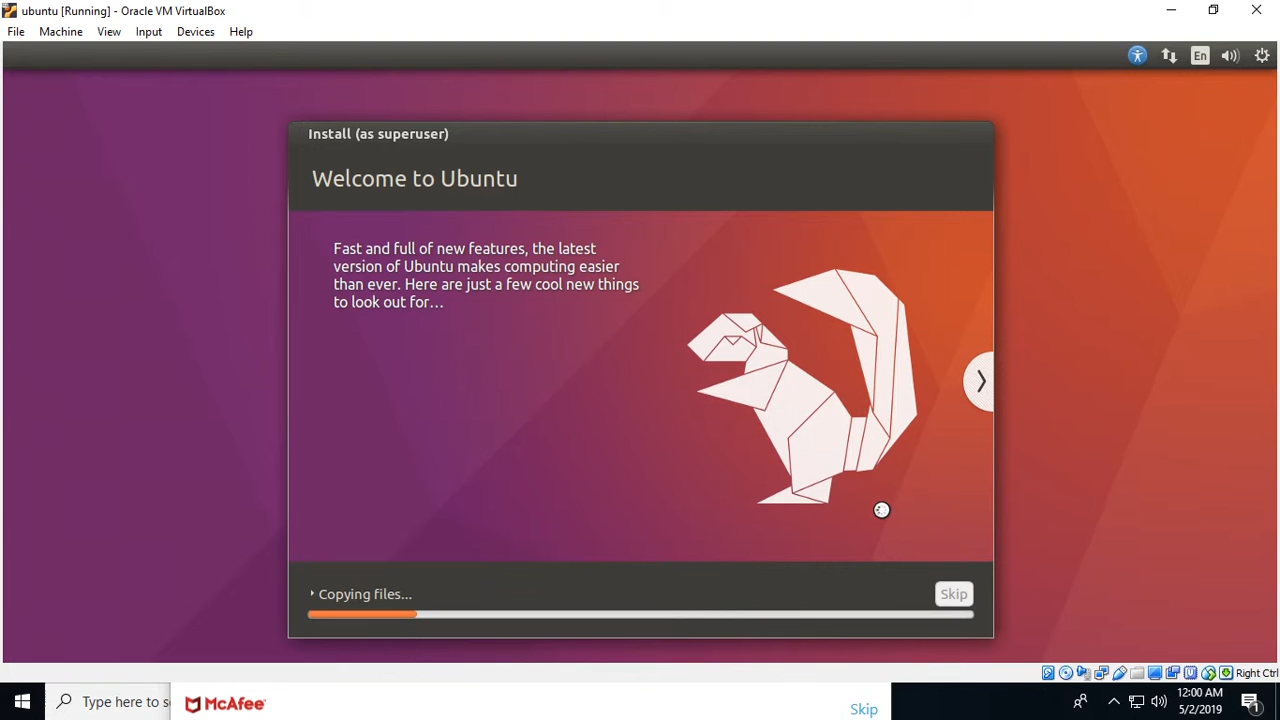 ubuntu [Running] - Oracle VM VirtualBox
File Machine View Input Devices Help
En
Install (as superuser)
Welcome to Ubuntu
Fast and full of new features, the latest
version of Ubuntu makes computing easier
than ever. Here are just a few cool new things
to look out for…
Copying files...
Skip
Right Ctrl
Type here to s
McAfee
Skip
12:00 AM
5/2/2019
1